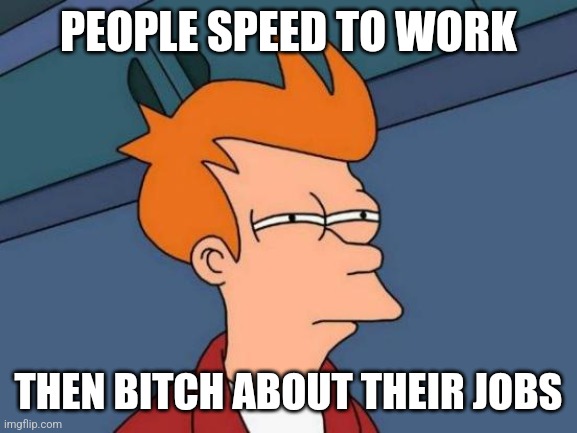 PEOPLE SPEED TO WORK
THEN BITCH ABOUT THEIR JOBS
imgflip.com